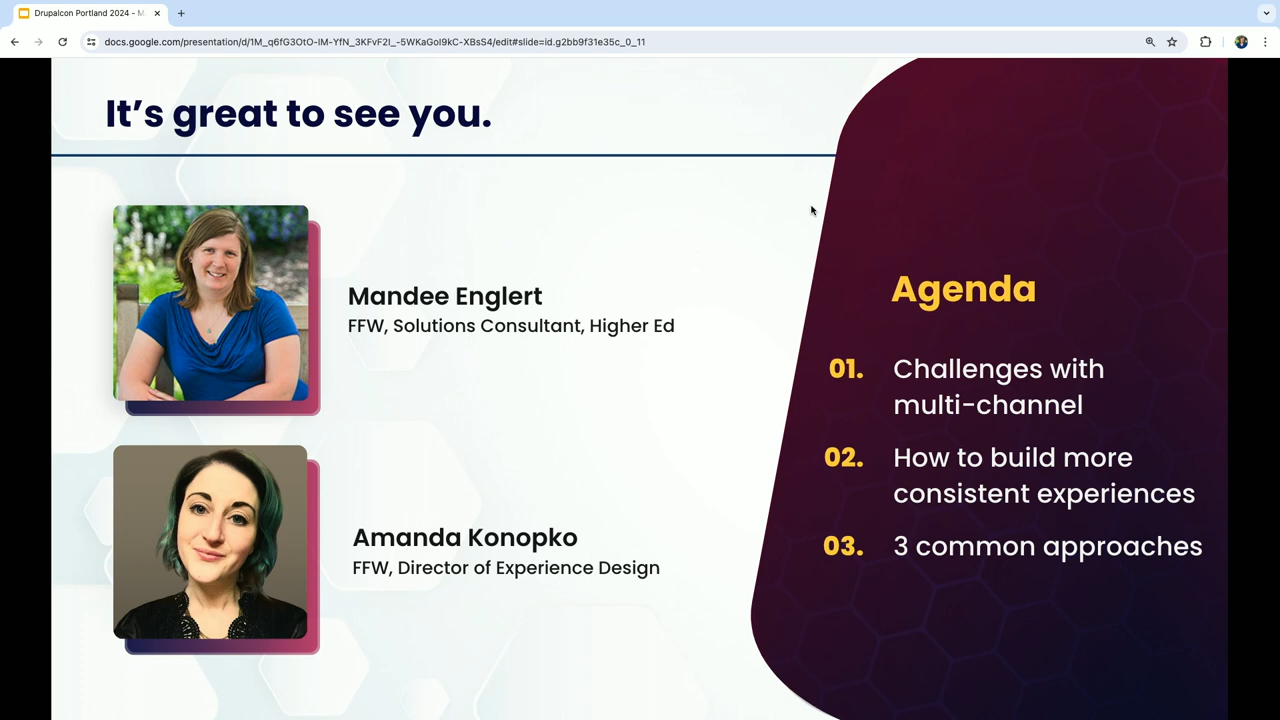 Drupalcon Portland 2024 - M
docs.google.com/presentation/d/1M_q6fG3OtO-lM-YfN_3KFvF2I_-5WKaGol9kC-XBsS4/edit#slide=id.g2bb9f31e35c_0_11
It's great to see you.
Mandee Englert
FFW, Solutions Consultant, Higher Ed
Amanda Konopko
FFW, Director of Experience Design
Agenda
01. Challenges with
multi-channel
02. How to build more
consistent experiences
03. 3 common approaches